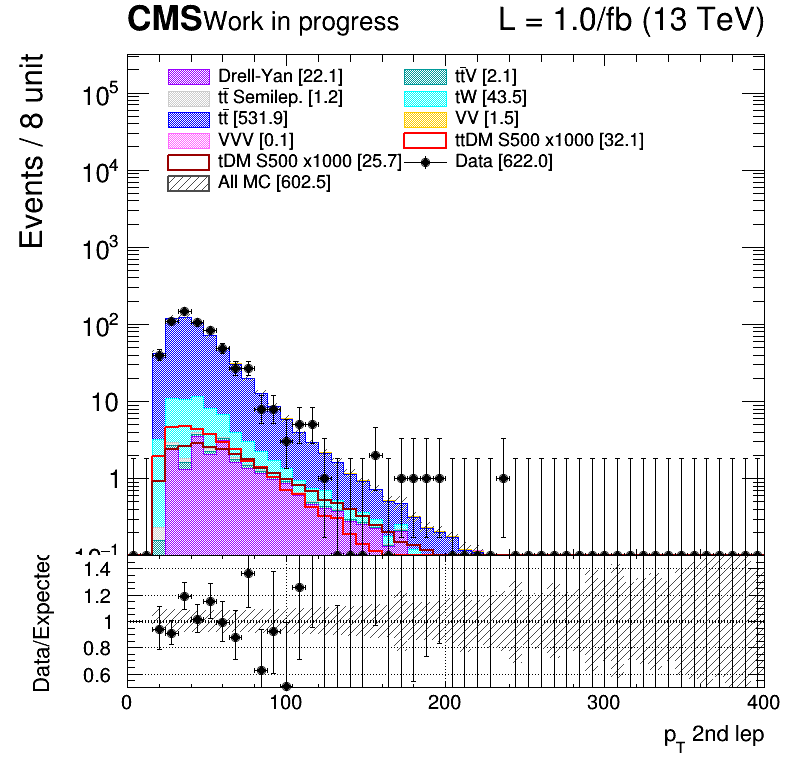 CMS Work in progress L = 1.0/fb (13 TeV)
Events / 8 unit
Drell-Yan [22.1] tt̄V [2.1]
tt̄ Semilep. [1.2] tW [43.5]
tt̄ [531.9] VV [1.5]
VVV [0.1] ttDM S500 x1000 [32.1]
tDM S500 x1000 [25.7] Data [622.0]
All MC [602.5]
10⁵
10⁴
10³
10²
10
1
10⁻¹
Data/Expected
1.4
1.2
1
0.8
0.6
0 100 200 300 400
p_T 2nd lep